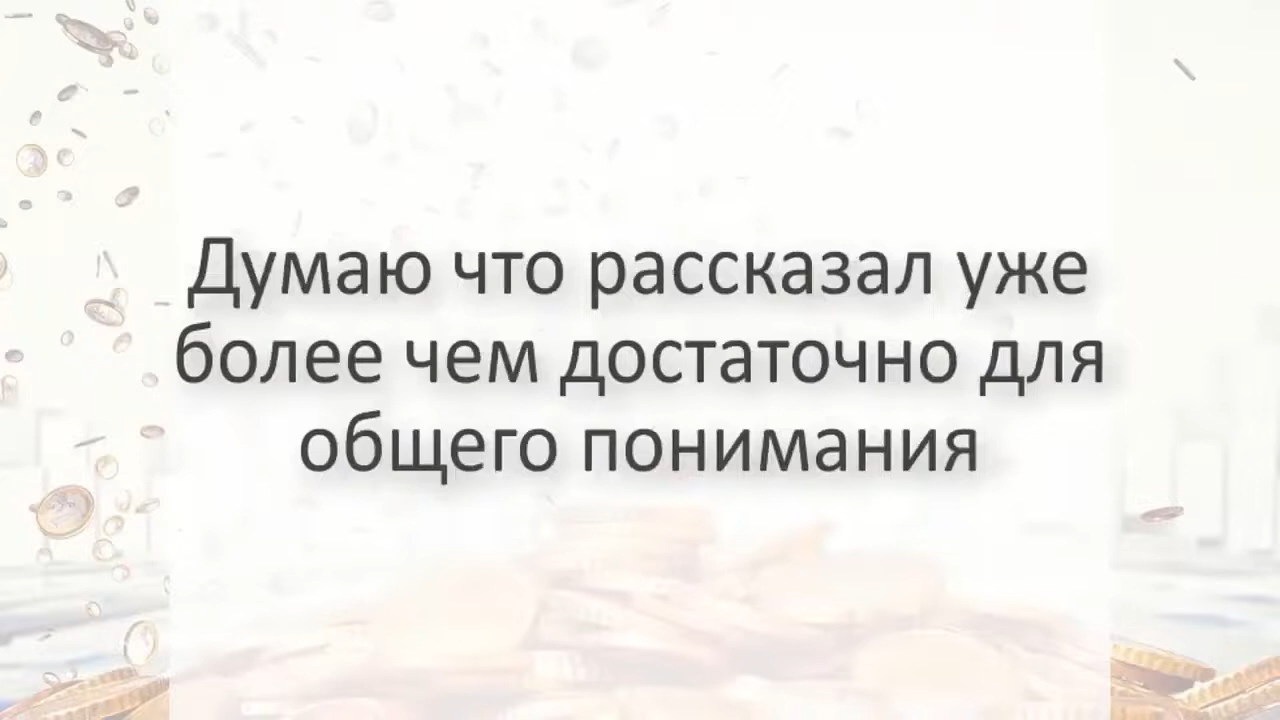 Думаю что рассказал уже
более чем достаточно для
общего понимания